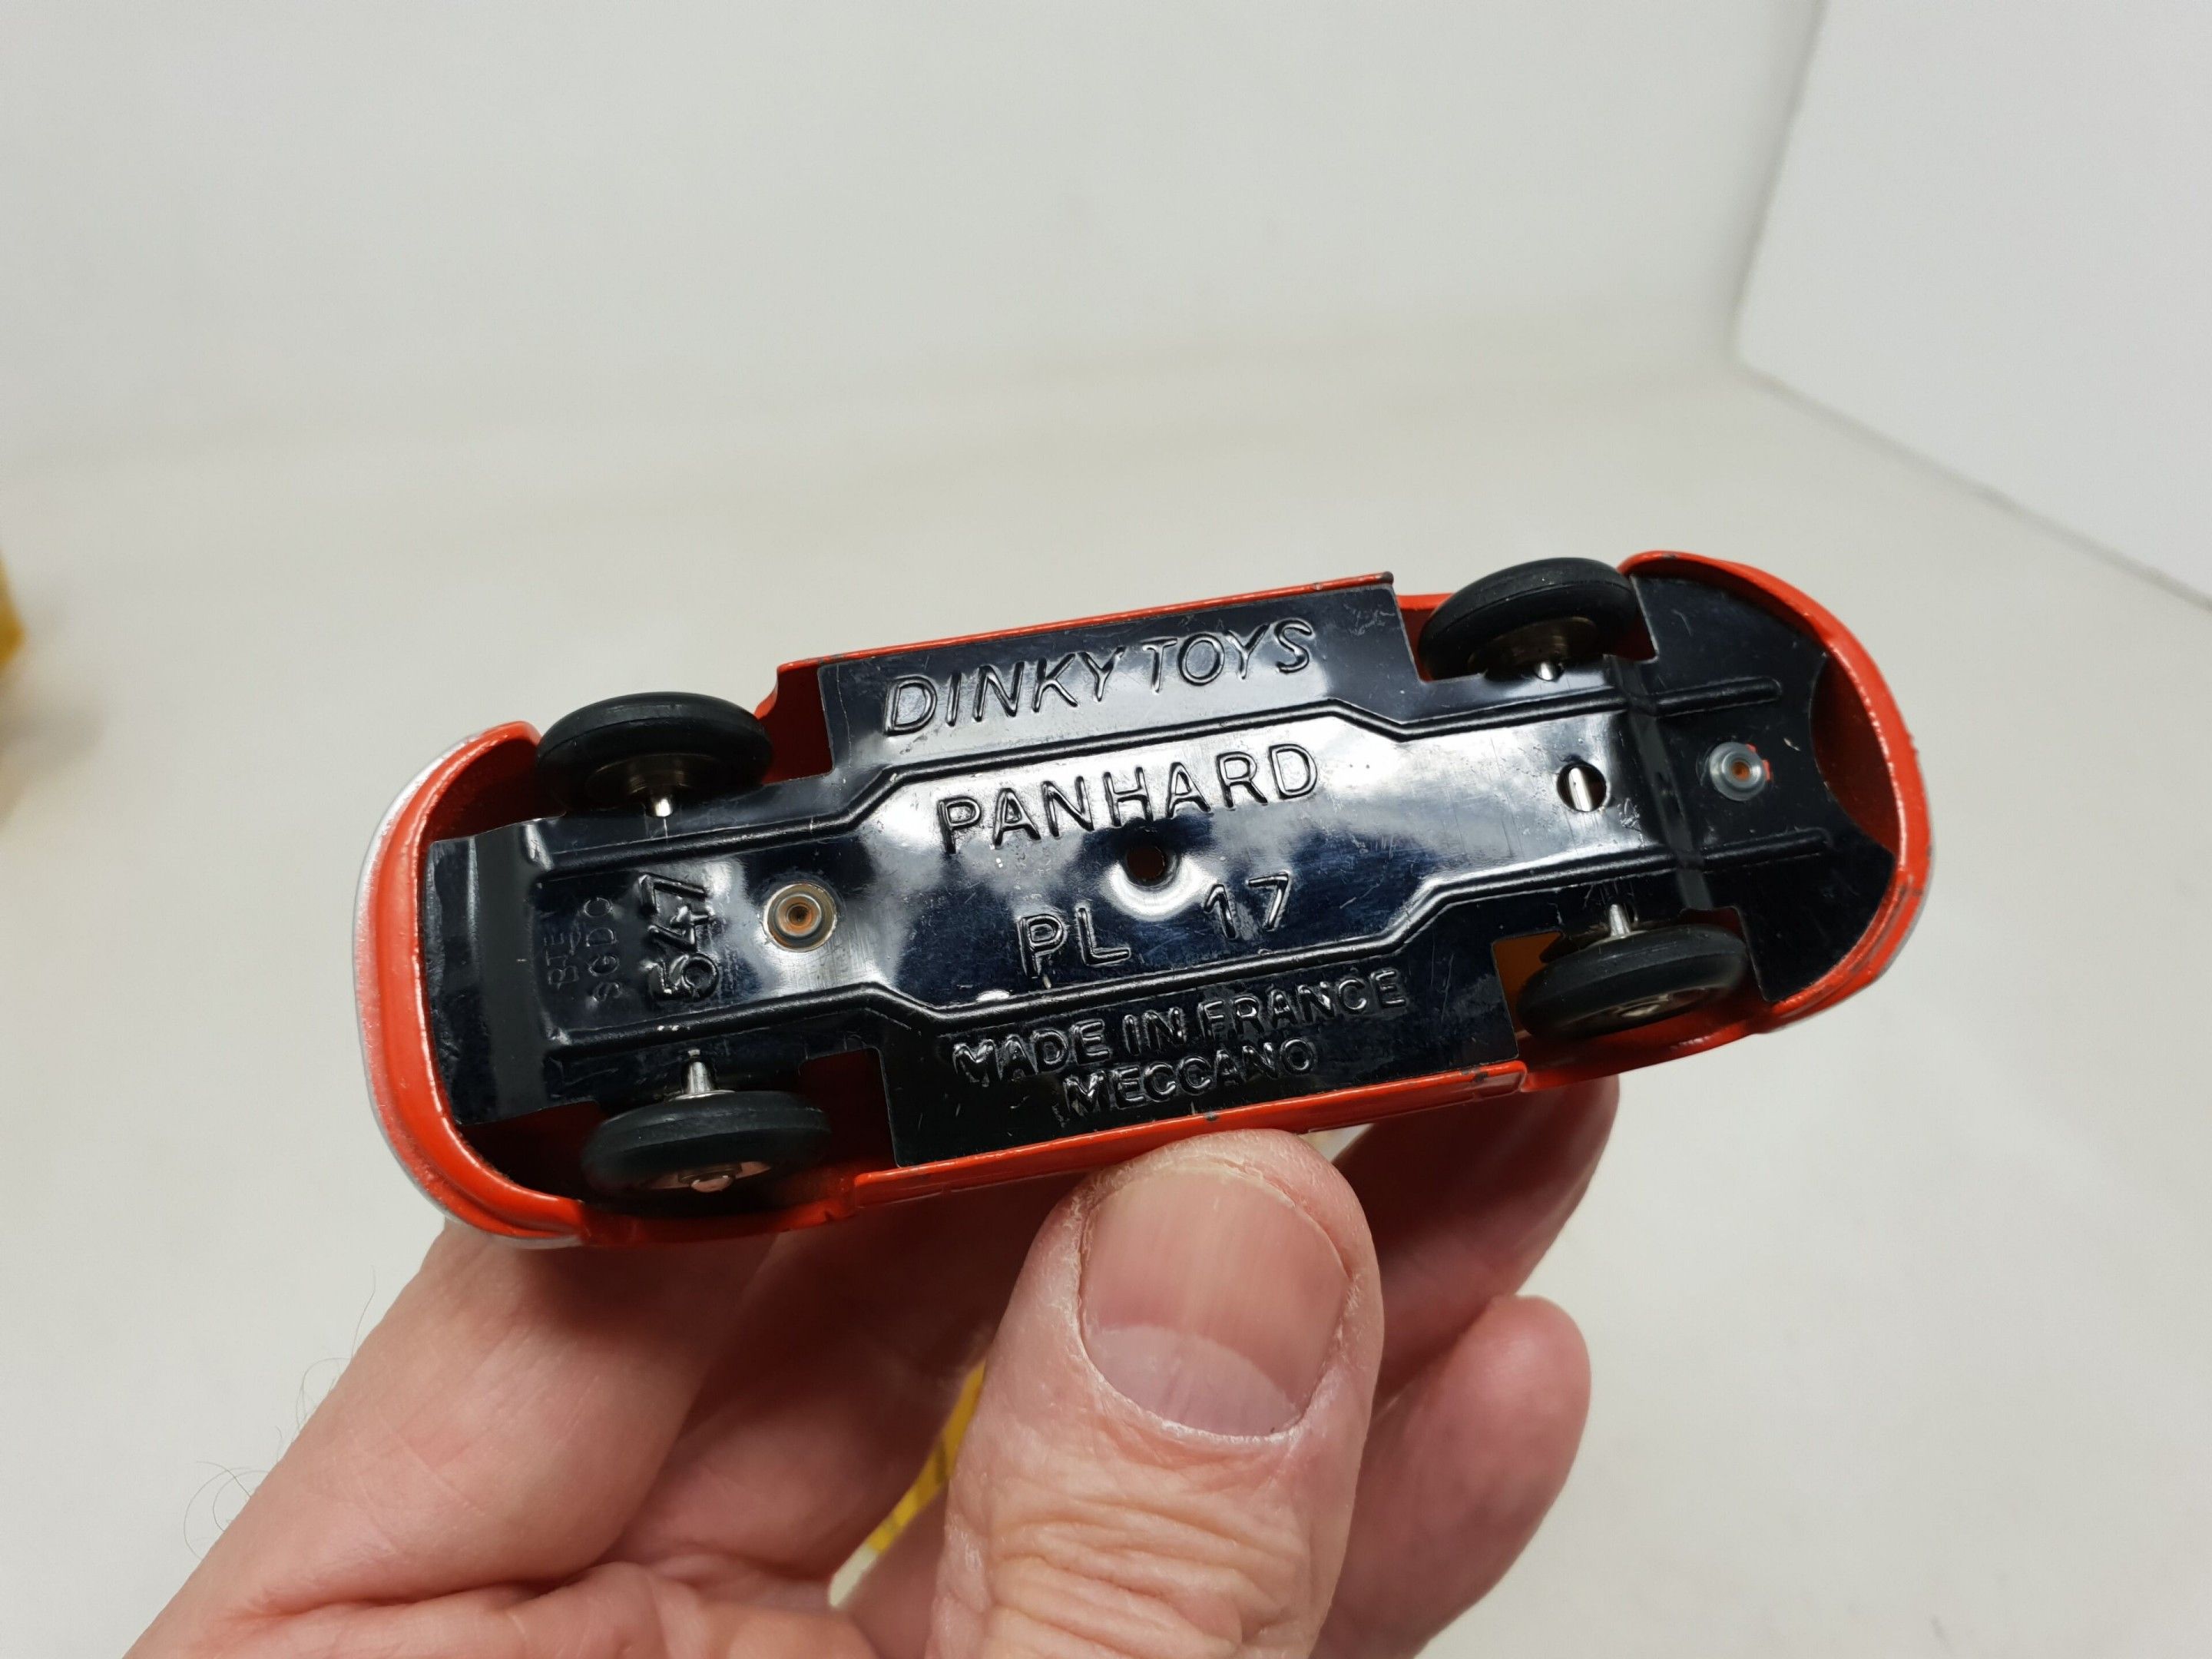 DINKY TOYS
PANHARD
PL 17
MADE IN FRANCE
MECCANO
547
BTE
SGDG